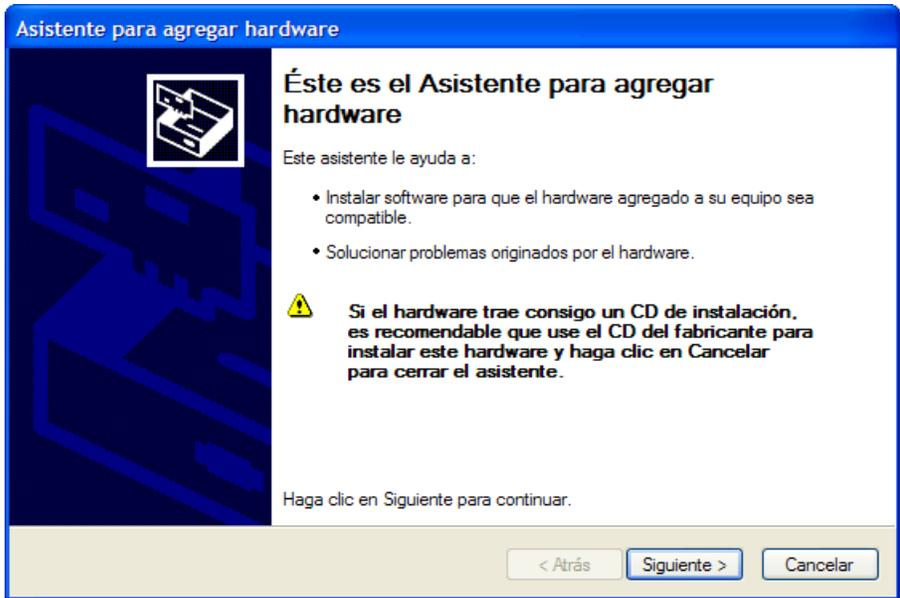 Asistente para agregar hardware
Éste es el Asistente para agregar
hardware
Este asistente le ayuda a:
• Instalar software para que el hardware agregado a su equipo sea
compatible.
• Solucionar problemas originados por el hardware.
Si el hardware trae consigo un CD de instalación,
es recomendable que use el CD del fabricante para
instalar este hardware y haga clic en Cancelar
para cerrar el asistente.
Haga clic en Siguiente para continuar.
< Atrás Siguiente > Cancelar